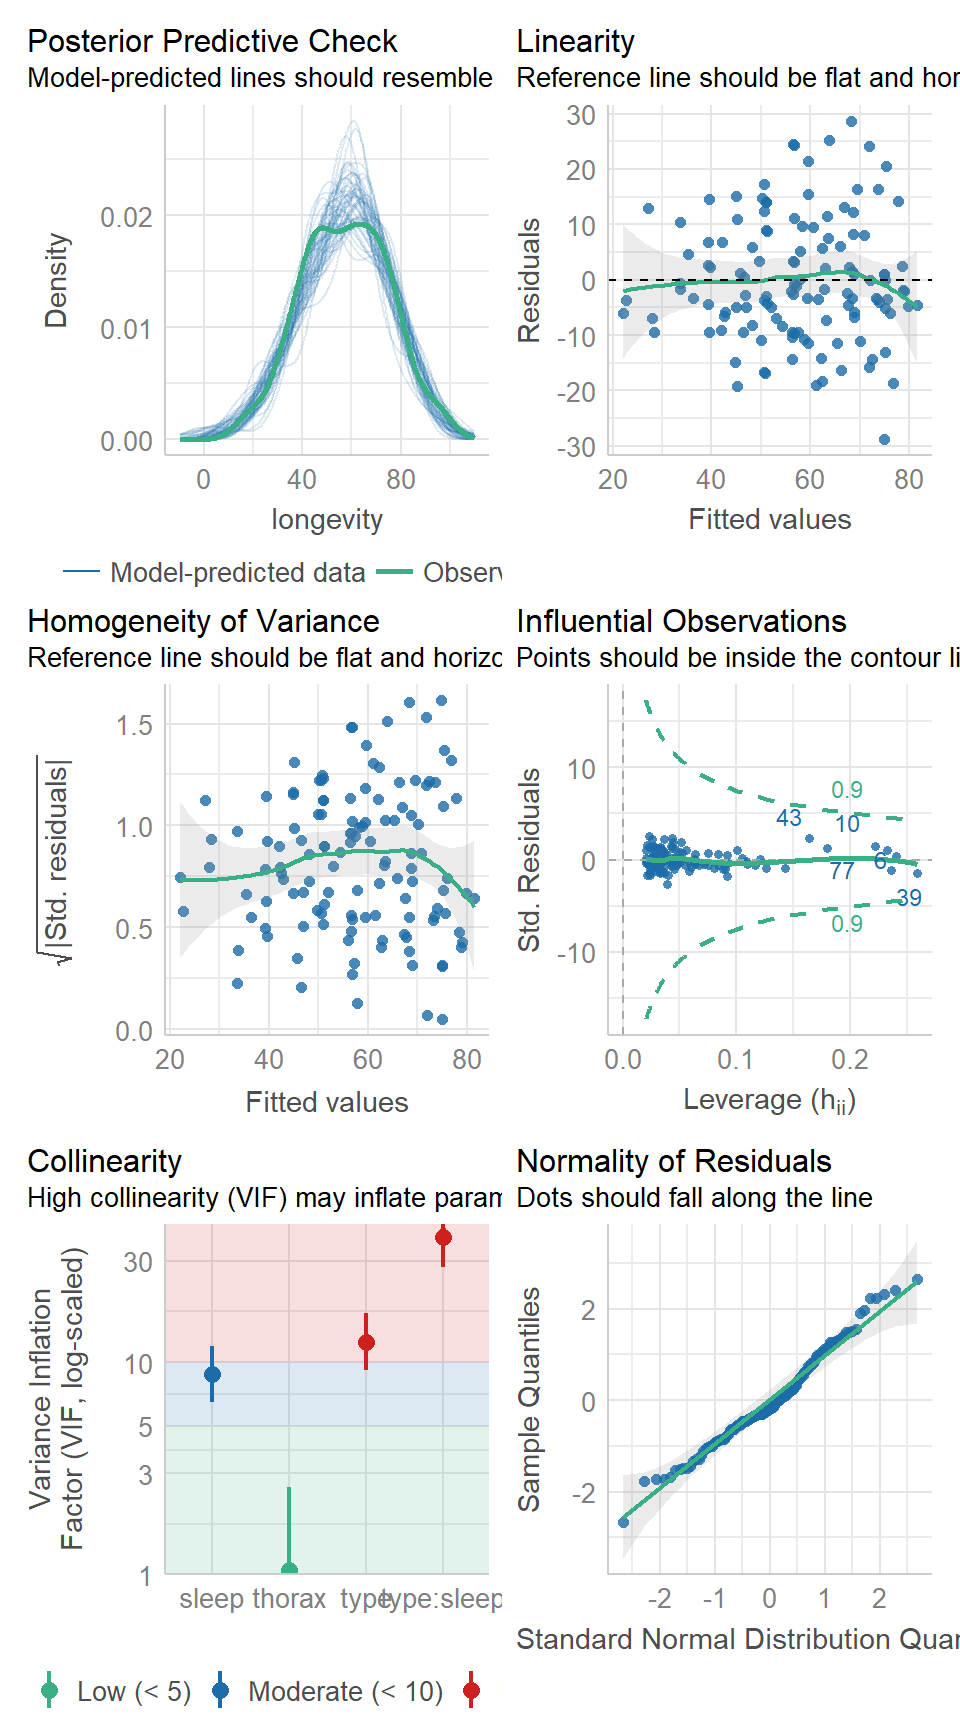 Posterior Predictive Check
Model-predicted lines should resemble
Density
0.02
0.01
0.00
0
40
80
longevity
Model-predicted data
Observ
Linearity
Reference line should be flat and hor
Residuals
30
20
10
0
-10
-20
-30
20
40
60
80
Fitted values
Homogeneity of Variance
Reference line should be flat and horizo
√|Std. residuals|
1.5
1.0
0.5
0.0
20
40
60
80
Fitted values
Influential Observations
Points should be inside the contour li
Std. Residuals
10
0
-10
0.9
43
10
77
6
39
0.9
0.0
0.1
0.2
Leverage (hii)
Collinearity
High collinearity (VIF) may inflate param
Variance Inflation
Factor (VIF, log-scaled)
30
10
5
3
1
sleep
thorax
type
type:sleep
Low (< 5)
Moderate (< 10)
Normality of Residuals
Dots should fall along the line
Sample Quantiles
2
0
-2
-2
-1
0
1
2
Standard Normal Distribution Quan